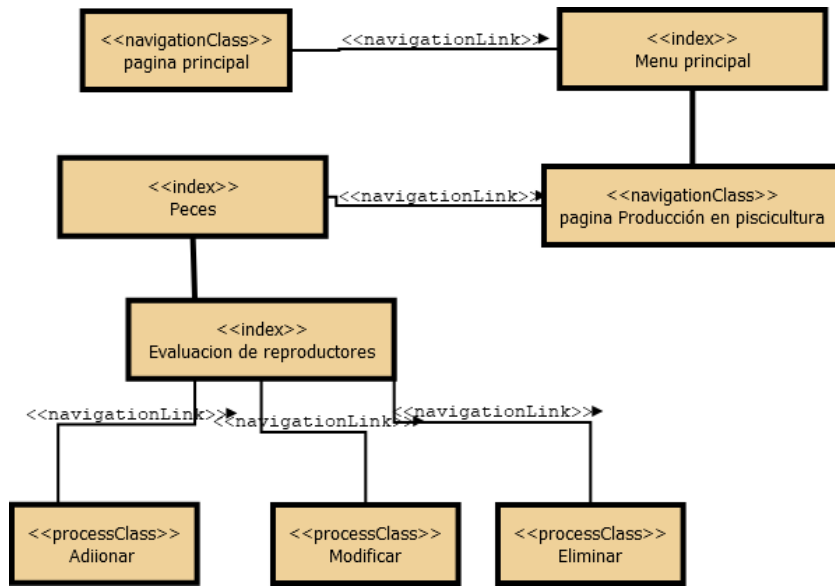 <<navigationClass>>
pagina principal
<<navigationLink>>
<<index>>
Menu principal
<<index>>
Peces
<<navigationLink>>
<<navigationClass>>
pagina Producción en piscicultura
<<index>>
Evaluacion de reproductores
<<navigationLink>>
<<navigationLink>>
<<navigationLink>>
<<processClass>>
Adiionar
<<processClass>>
Modificar
<<processClass>>
Eliminar